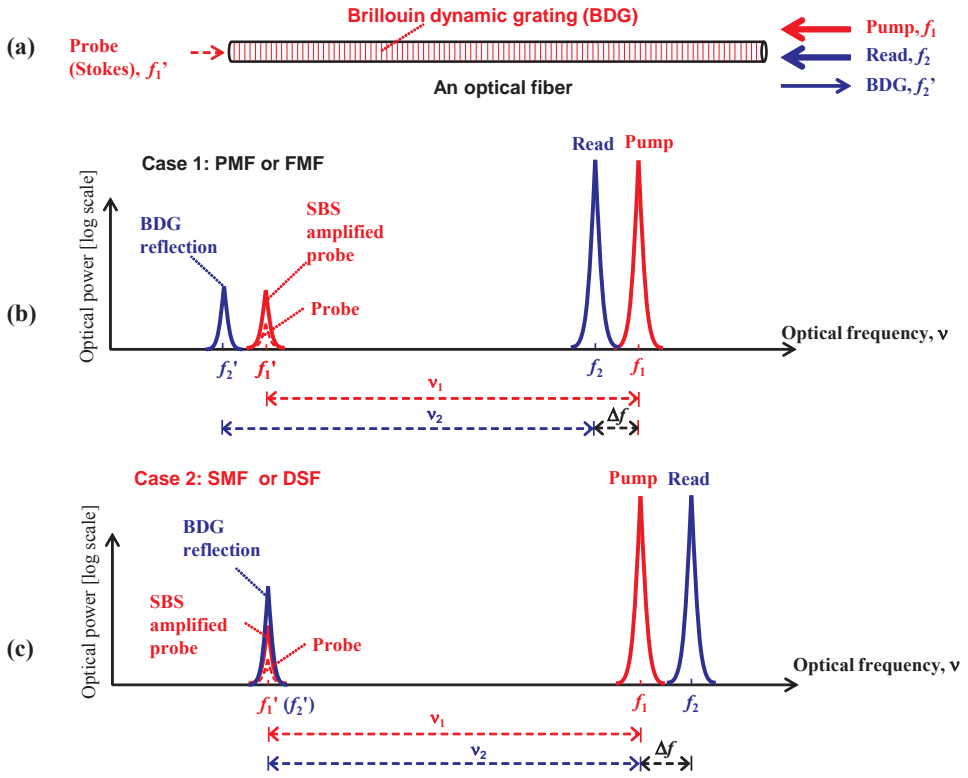 (a)
Brillouin dynamic grating (BDG)
Probe
(Stokes), f₁’
An optical fiber
Pump, f₁
Read, f₂
BDG, f₂’
(b)
Case 1: PMF or FMF
Optical power [log scale]
BDG
reflection
SBS
amplified
probe
Probe
Read
Pump
Optical frequency, ν
f₂'
f₁'
f₂
f₁
ν₁
ν₂
Δf
(c)
Case 2: SMF or DSF
Optical power [log scale]
BDG
reflection
SBS
amplified
probe
Probe
Pump
Read
Optical frequency, ν
f₁' (f₂')
f₁
f₂
ν₁
ν₂
Δf